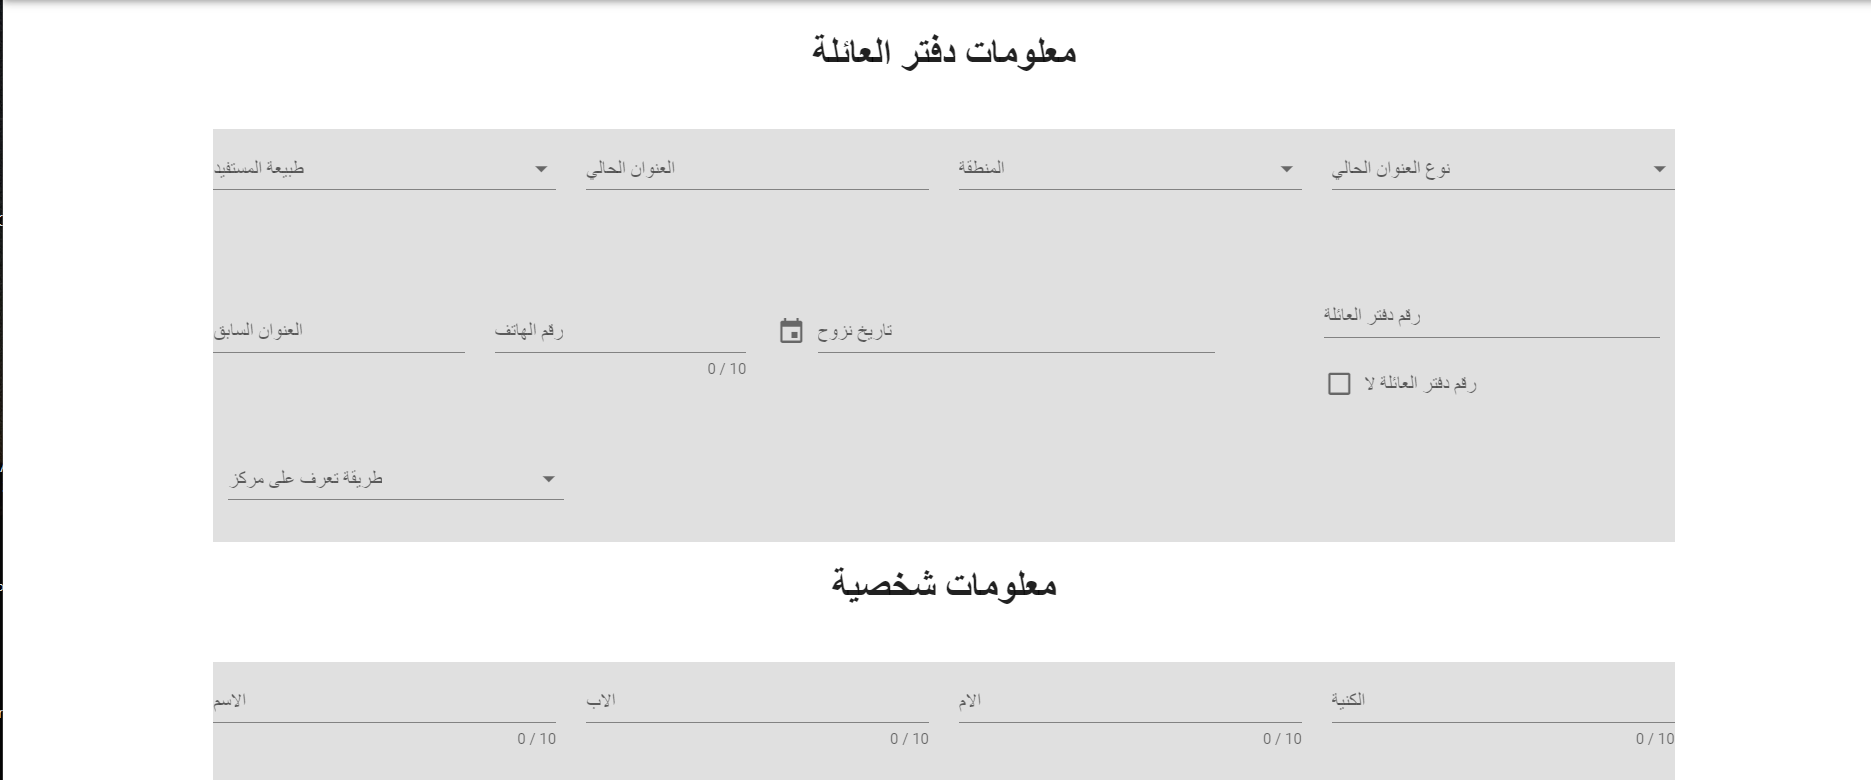 معلومات دفتر العائلة
طبيعة المستفيد
العنوان الحالي
المنطقة
نوع العنوان الحالي
العنوان السابق
رقم الهاتف
0 / 10
تاريخ نزوح
رقم دفتر العائلة
رقم دفتر العائلة لا
طريقة تعرف على مركز
معلومات شخصية
الاسم
0 / 10
الاب
0 / 10
الام
0 / 10
الكنية
0 / 10